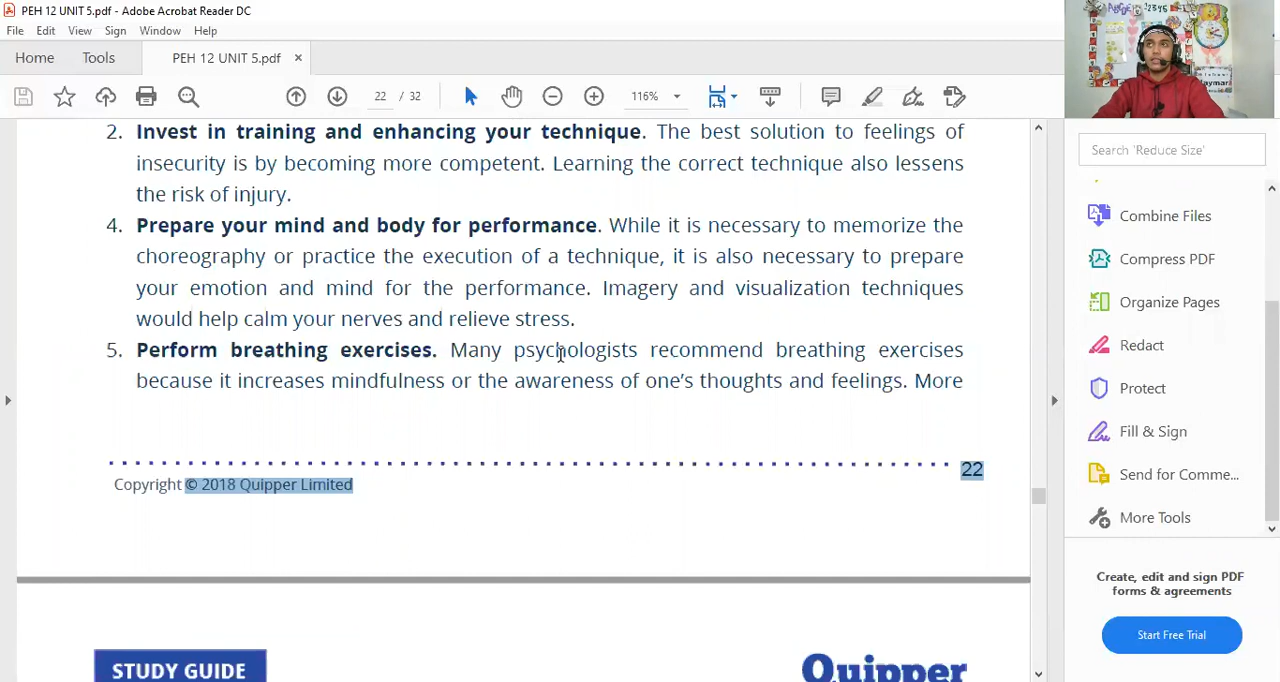 PEH 12 UNIT 5.pdf - Adobe Acrobat Reader DC
File Edit View Sign Window Help
Home Tools PEH 12 UNIT 5.pdf ×
22 / 32 116%
2. Invest in training and enhancing your technique. The best solution to feelings of
insecurity is by becoming more competent. Learning the correct technique also lessens
the risk of injury.
4. Prepare your mind and body for performance. While it is necessary to memorize the
choreography or practice the execution of a technique, it is also necessary to prepare
your emotion and mind for the performance. Imagery and visualization techniques
would help calm your nerves and relieve stress.
5. Perform breathing exercises. Many psychologists recommend breathing exercises
because it increases mindfulness or the awareness of one's thoughts and feelings. More
22
Copyright © 2018 Quipper Limited
STUDY GUIDE
Quipper
Search 'Reduce Size'
Combine Files
Compress PDF
Organize Pages
Redact
Protect
Fill & Sign
Send for Comme...
More Tools
Create, edit and sign PDF
forms & agreements
Start Free Trial